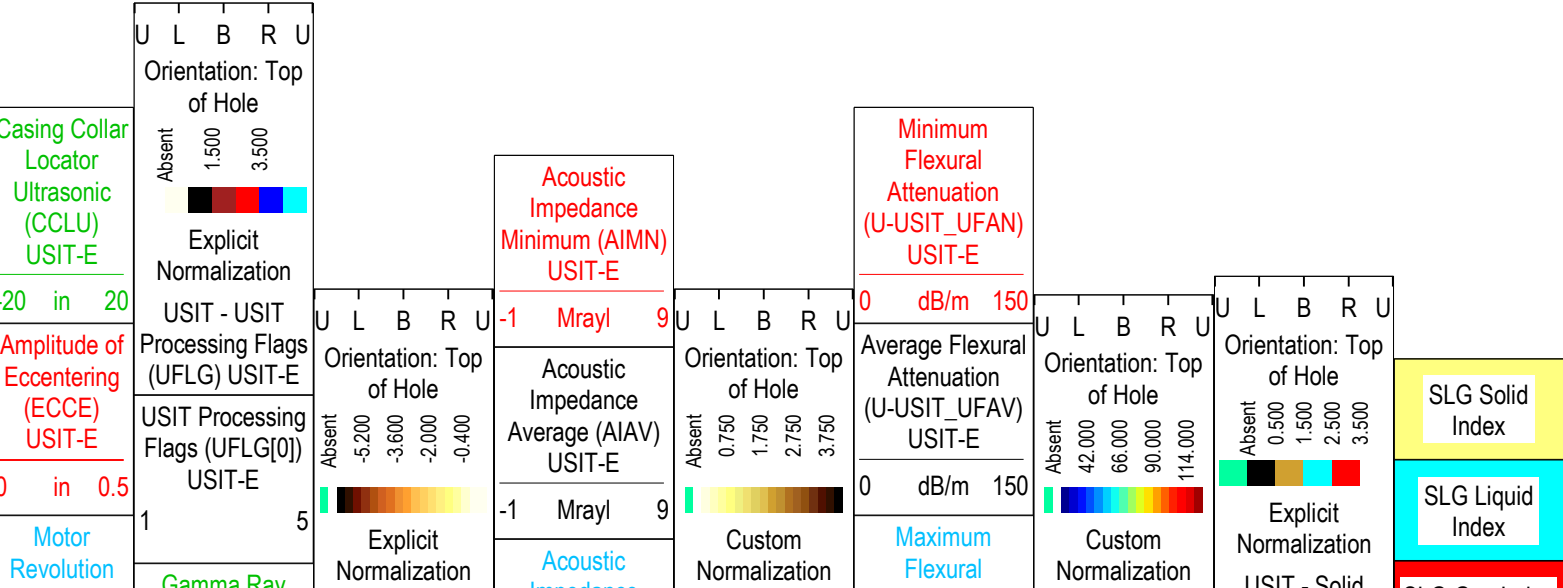 Casing Collar
Locator
Ultrasonic
(CCLU)
USIT-E
-20 in 20
Amplitude of
Eccentering
(ECCE)
USIT-E
0 in 0.5
Motor
Revolution
U L B R U
Orientation: Top
of Hole
Absent 1.500 3.500
Explicit
Normalization
USIT - USIT
Processing Flags
(UFLG) USIT-E
USIT Processing
Flags (UFLG[0])
USIT-E
1 5
Gamma Ray
U L B R U
Orientation: Top
of Hole
Absent -5.200 -3.600 -2.000 -0.400
Explicit
Normalization
Acoustic
Impedance
Minimum (AIMN)
USIT-E
-1 Mrayl 9
Acoustic
Impedance
Average (AIAV)
USIT-E
-1 Mrayl 9
Acoustic
Impedance
U L B R U
Orientation: Top
of Hole
Absent 0.750 1.750 2.750 3.750
Custom
Normalization
Minimum
Flexural
Attenuation
(U-USIT_UFAN)
USIT-E
0 dB/m 150
Average Flexural
Attenuation
(U-USIT_UFAV)
USIT-E
0 dB/m 150
Maximum
Flexural
U L B R U
Orientation: Top
of Hole
Absent 42.000 66.000 90.000 114.000
Custom
Normalization
U L B R U
Orientation: Top
of Hole
Absent 0.500 1.500 2.500 3.500
Explicit
Normalization
USIT - Solid
SLG Solid
Index
SLG Liquid
Index